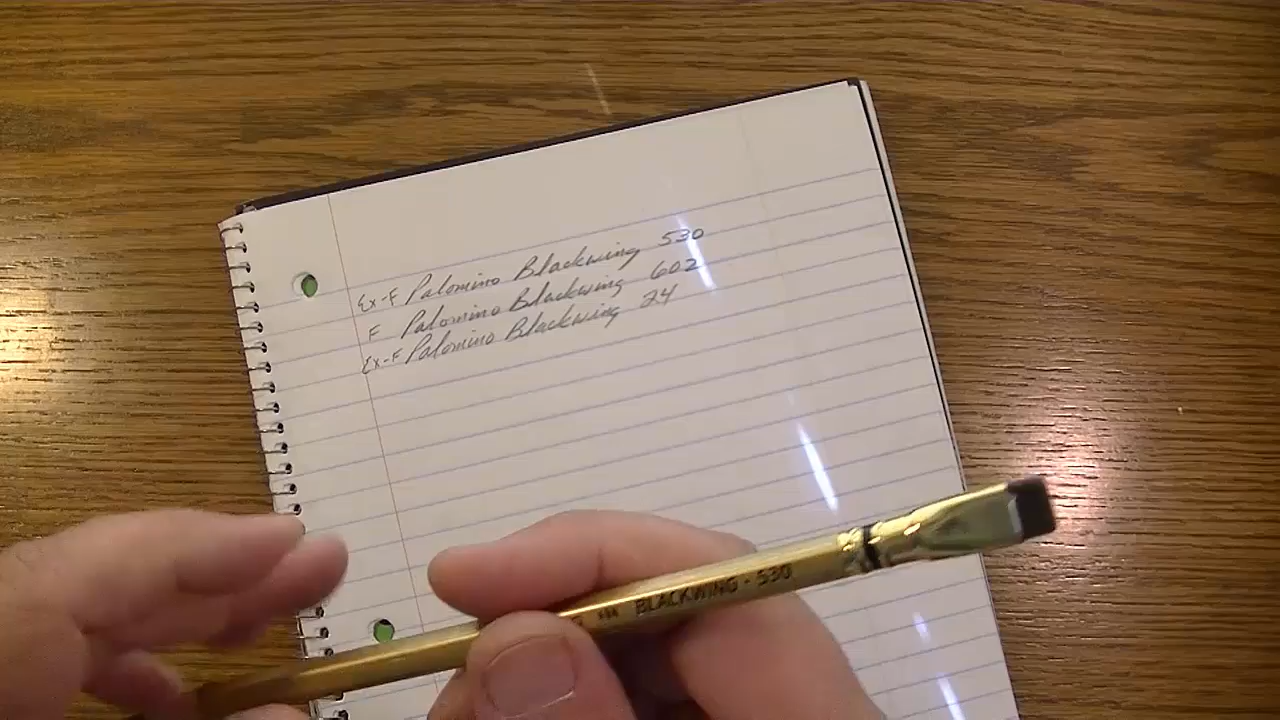 Ex-F Palomino Blackwing 530
F Palomino Blackwing 602
Ex-F Palomino Blackwing 24
BLACKWING - 530